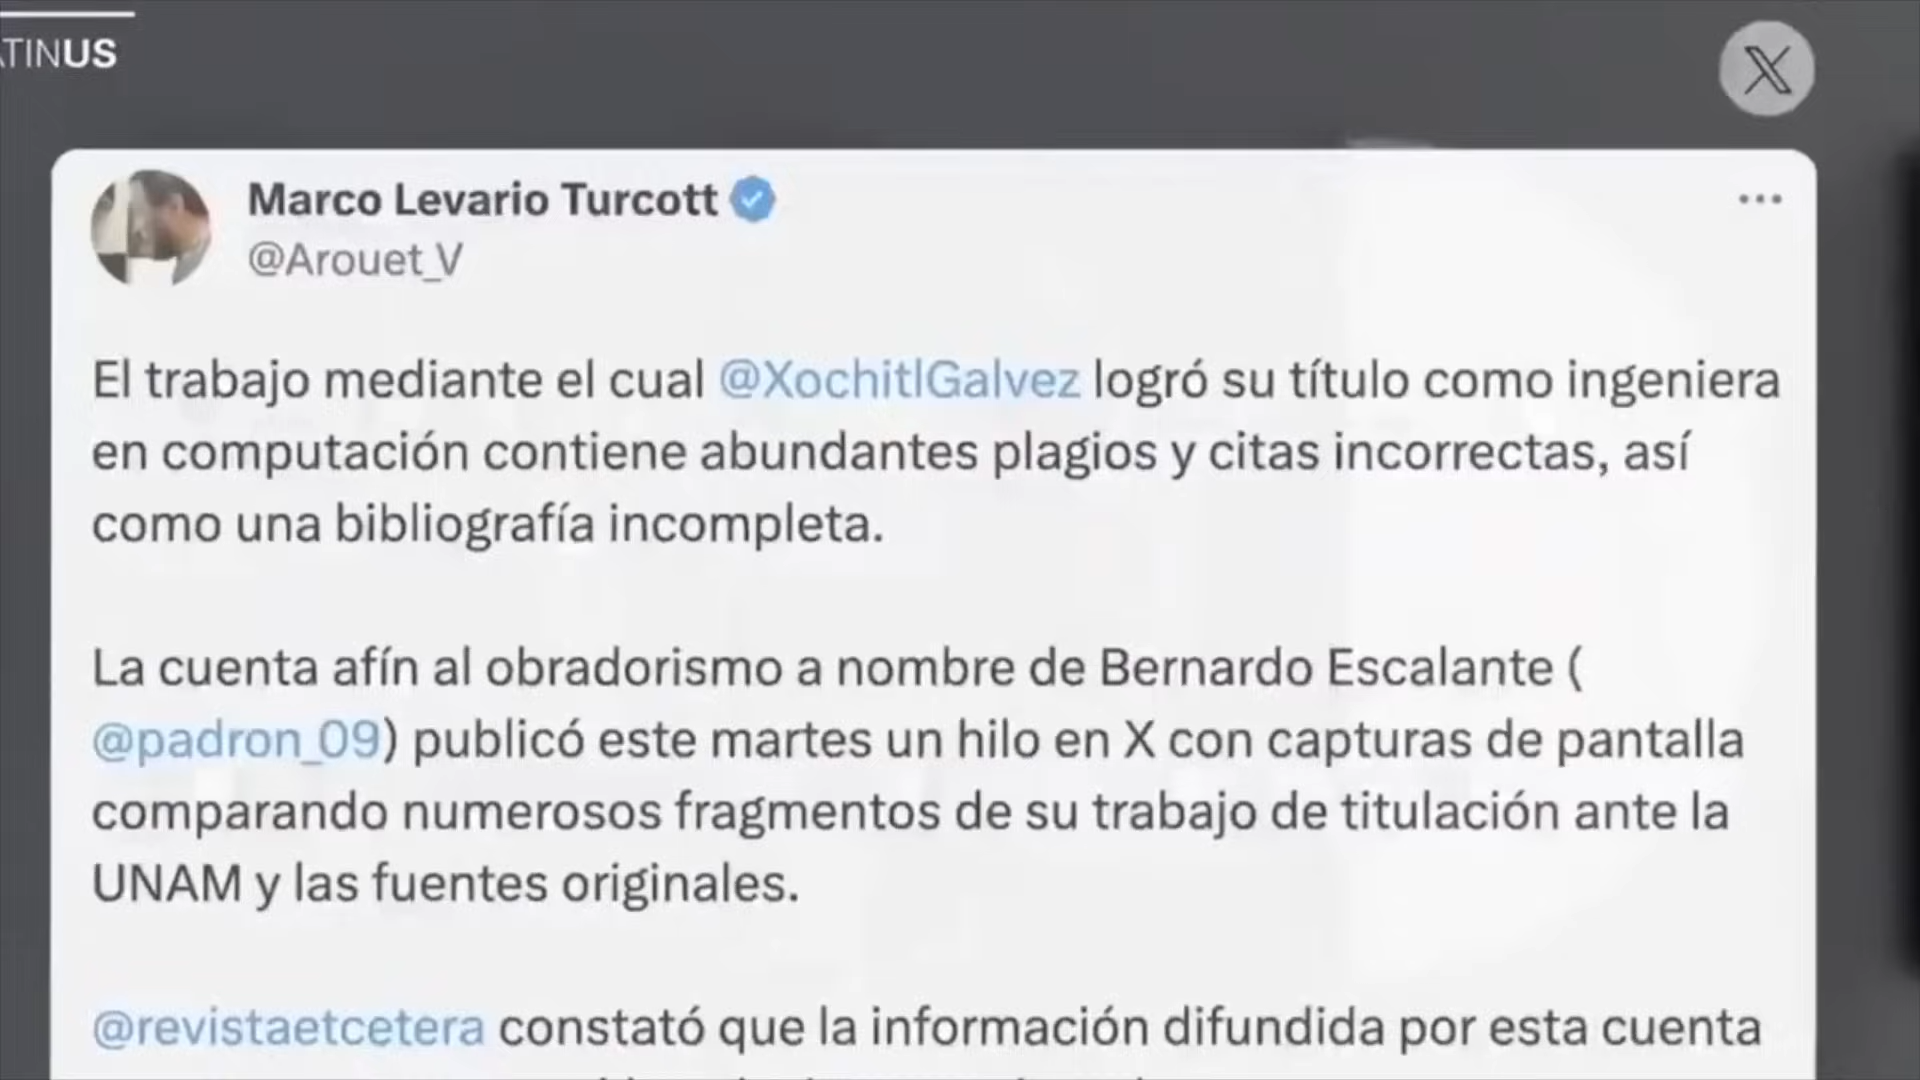 TINUS
X
Marco Levario Turcott
@Arouet_V
El trabajo mediante el cual @XochitlGalvez logró su título como ingeniera
en computación contiene abundantes plagios y citas incorrectas, así
como una bibliografía incompleta.
La cuenta afín al obradorismo a nombre de Bernardo Escalante (
@padron_09) publicó este martes un hilo en X con capturas de pantalla
comparando numerosos fragmentos de su trabajo de titulación ante la
UNAM y las fuentes originales.
@revistaetcetera constató que la información difundida por esta cuenta